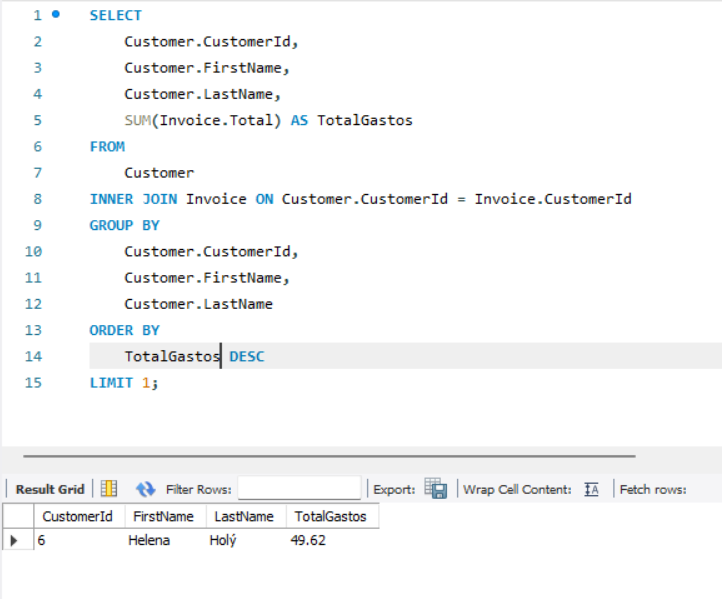 1 SELECT
2 Customer.CustomerId,
3 Customer.FirstName,
4 Customer.LastName,
5 SUM(Invoice.Total) AS TotalGastos
6 FROM
7 Customer
8 INNER JOIN Invoice ON Customer.CustomerId = Invoice.CustomerId
9 GROUP BY
10 Customer.CustomerId,
11 Customer.FirstName,
12 Customer.LastName
13 ORDER BY
14 TotalGastos DESC
15 LIMIT 1;
Result Grid Filter Rows: Export: Wrap Cell Content: Fetch rows:
CustomerId FirstName LastName TotalGastos
6 Helena Holý 49.62